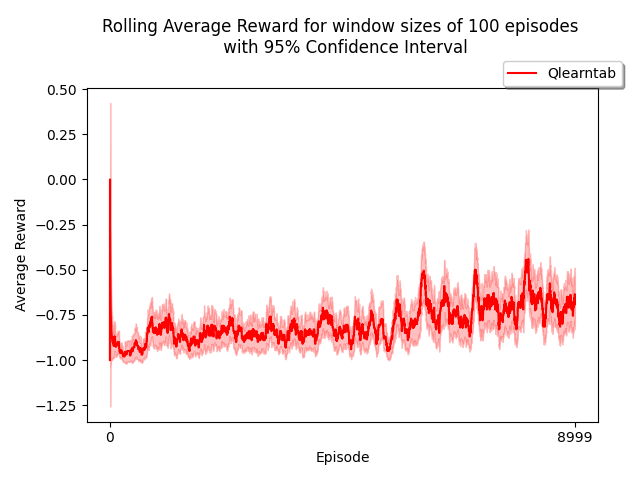 Rolling Average Reward for window sizes of 100 episodes
with 95% Confidence Interval
Qlearntab
0.50
0.25
0.00
−0.25
−0.50
−0.75
−1.00
−1.25
Average Reward
0
8999
Episode